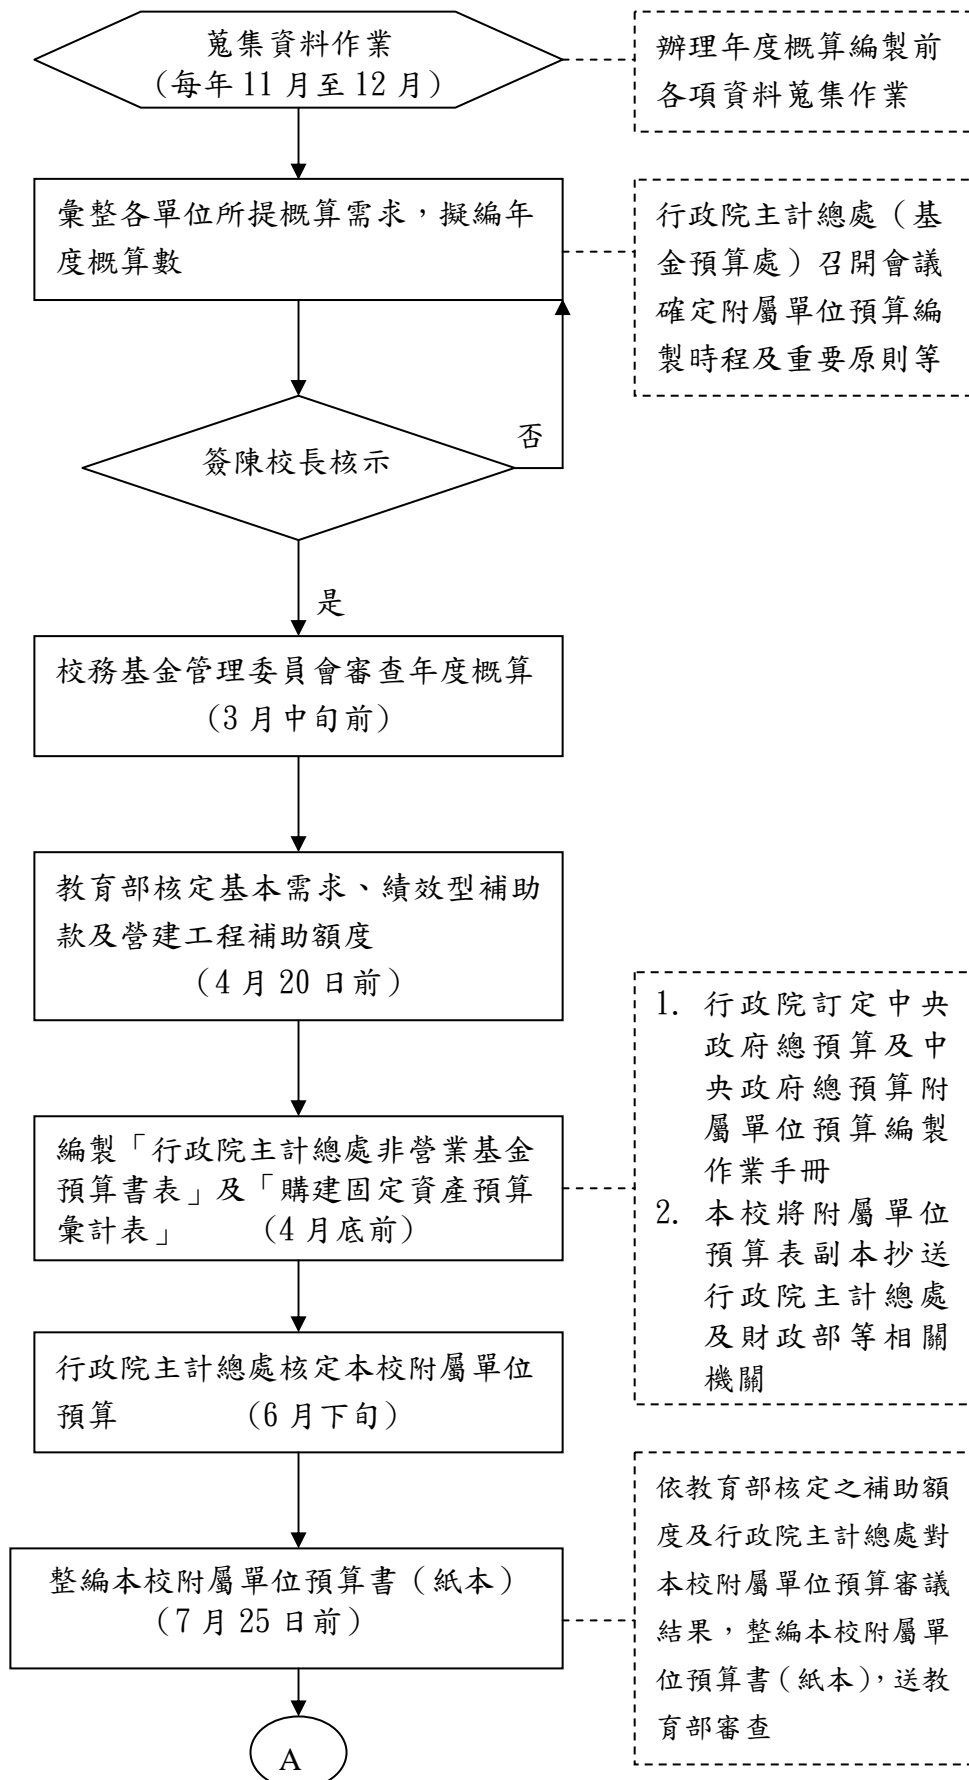 蒐集資料作業
(每年 11 月至 12 月)
辦理年度概算編製前
各項資料蒐集作業
彙整各單位所提概算需求，擬編年
度概算數
行政院主計總處（基
金預算處）召開會議
確定附屬單位預算編
製時程及重要原則等
簽陳校長核示
否
是
校務基金管理委員會審查年度概算
(3 月中旬前)
教育部核定基本需求、績效型補助
款及營建工程補助額度
(4 月 20 日前)
編製「行政院主計總處非營業基金
預算書表」及「購建固定資產預算
彙計表」 (4 月底前)
1. 行政院訂定中央
政府總預算及中
央政府總預算附
屬單位預算編製
作業手冊
2. 本校將附屬單位
預算表副本抄送
行政院主計總處
及財政部等相關
機關
行政院主計總處核定本校附屬單位
預算 (6 月下旬)
整編本校附屬單位預算書（紙本）
(7 月 25 日前)
依教育部核定之補助額
度及行政院主計總處對
本校附屬單位預算審議
結果，整編本校附屬單
位預算書（紙本），送教
育部審查
A